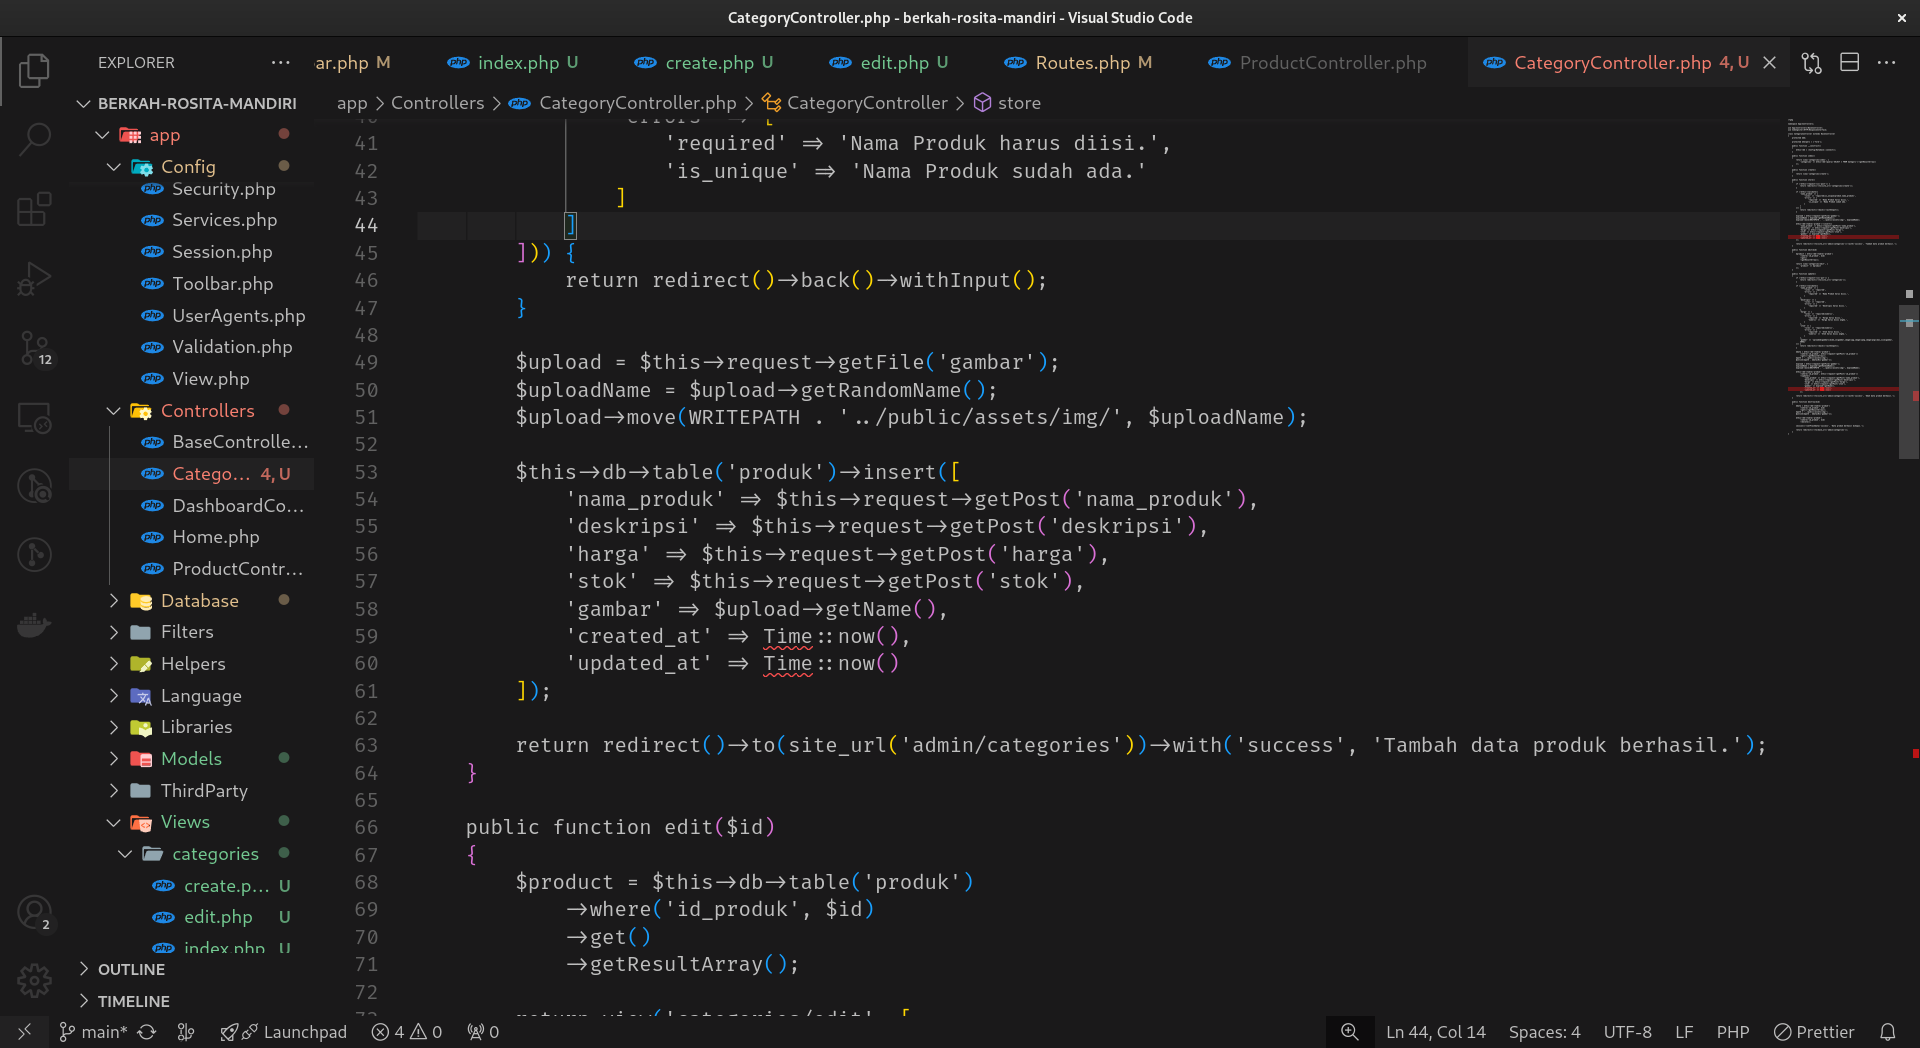 CategoryController.php - berkah-rosita-mandiri - Visual Studio Code
EXPLORER
ar.php M
index.php U
create.php U
edit.php U
Routes.php M
ProductController.php
CategoryController.php 4, U
BERKAH-ROSITA-MANDIRI
app
Config
Security.php
Services.php
Session.php
Toolbar.php
UserAgents.php
Validation.php
View.php
Controllers
BaseControlle...
Catego... 4, U
DashboardCo...
Home.php
ProductContr...
Database
Filters
Helpers
Language
Libraries
Models
ThirdParty
Views
categories
create.p... U
edit.php U
index.php U
OUTLINE
TIMELINE
12
2
app > Controllers > CategoryController.php > CategoryController > store
40 errors => [
41 'required' => 'Nama Produk harus diisi.',
42 'is_unique' => 'Nama Produk sudah ada.'
43 ]
44 ]
45 ])) {
46 return redirect()->back()->withInput();
47 }
48
49 $upload = $this->request->getFile('gambar');
50 $uploadName = $upload->getRandomName();
51 $upload->move(WRITEPATH . '../public/assets/img/', $uploadName);
52
53 $this->db->table('produk')->insert([
54 'nama_produk' => $this->request->getPost('nama_produk'),
55 'deskripsi' => $this->request->getPost('deskripsi'),
56 'harga' => $this->request->getPost('harga'),
57 'stok' => $this->request->getPost('stok'),
58 'gambar' => $upload->getName(),
59 'created_at' => Time::now(),
60 'updated_at' => Time::now()
61 ]);
62
63 return redirect()->to(site_url('admin/categories'))->with('success', 'Tambah data produk berhasil.');
64 }
65
66 public function edit($id)
67 {
68 $product = $this->db->table('produk')
69 ->where('id_produk', $id)
70 ->get()
71 ->getResultArray();
72
73 return view('categories/edit', [
main* Launchpad 4 0 0
Ln 44, Col 14 Spaces: 4 UTF-8 LF PHP Prettier